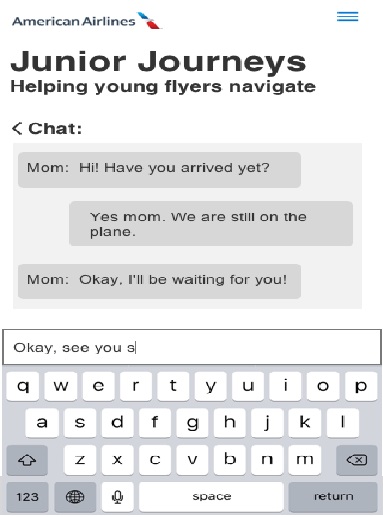 American Airlines
Junior Journeys
Helping young flyers navigate
Chat:
Mom: Hi! Have you arrived yet?
Yes mom. We are still on the
plane.
Mom: Okay, I'll be waiting for you!
Okay, see you s
q w e r t y u i o p
a s d f g h j k l
z x c v b n m
123 space return